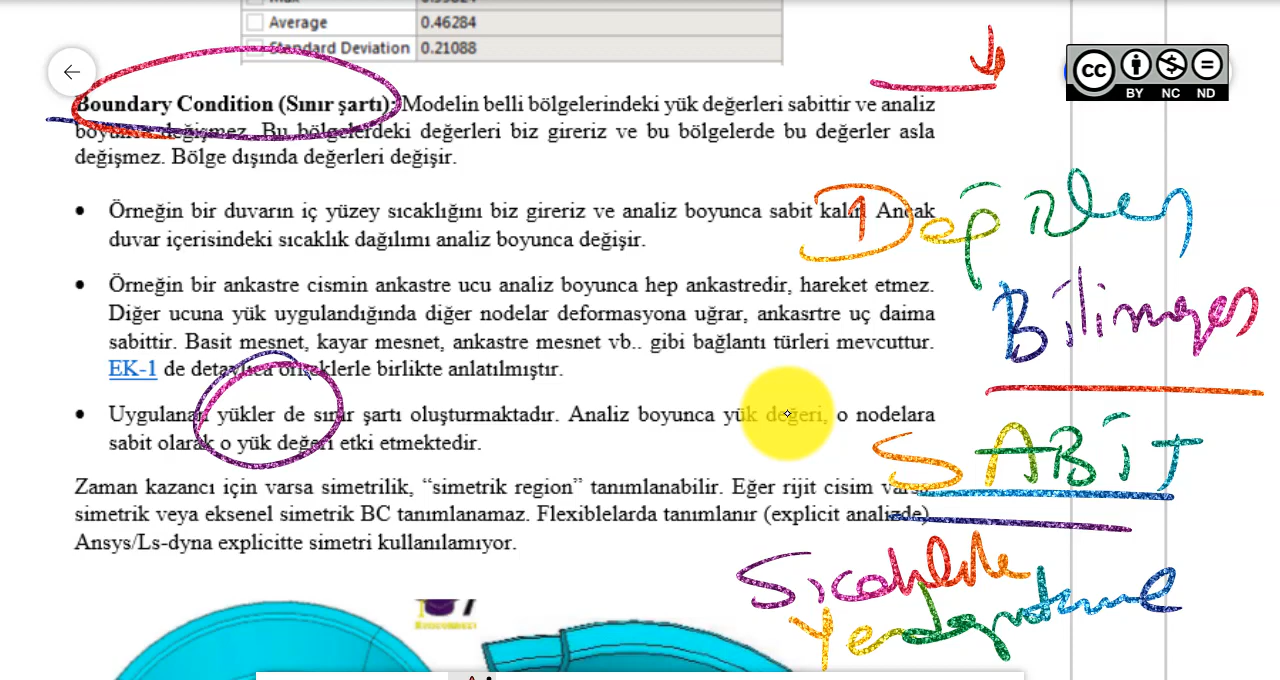 Average 0.46284
Standard Deviation 0.21088
Boundary Condition (Sınır şartı): Modelin belli bölgelerindeki yük değerleri sabittir ve analiz
boyunca değişmez. Bu bölgelerdeki değerleri biz gireriz ve bu bölgelerde bu değerler asla
değişmez. Bölge dışında değerleri değişir.
• Örneğin bir duvarın iç yüzey sıcaklığını biz gireriz ve analiz boyunca sabit kalır. Ancak
duvar içerisindeki sıcaklık dağılımı analiz boyunca değişir.
• Örneğin bir ankastre cismin ankastre ucu analiz boyunca hep ankastredir, hareket etmez.
Diğer ucuna yük uygulandığında diğer nodelar deformasyona uğrar, ankasrtre uç daima
sabittir. Basit mesnet, kayar mesnet, ankastre mesnet vb.. gibi bağlantı türleri mevcuttur.
EK-1 de detaylıca örneklerle birlikte anlatılmıştır.
• Uygulanan yükler de sınır şartı oluşturmaktadır. Analiz boyunca yük değeri, o nodelara
sabit olarak o yük değeri etki etmektedir.
Zaman kazancı için varsa simetrilik, “simetrik region” tanımlanabilir. Eğer rijit cisim varsa
simetrik veya eksenel simetrik BC tanımlanamaz. Flexiblelarda tanımlanır (explicit analizde).
Ansys/Ls-dyna explicitte simetri kullanılamıyor.
cc
BY NC ND
1
Bilinmeyen
SABİT